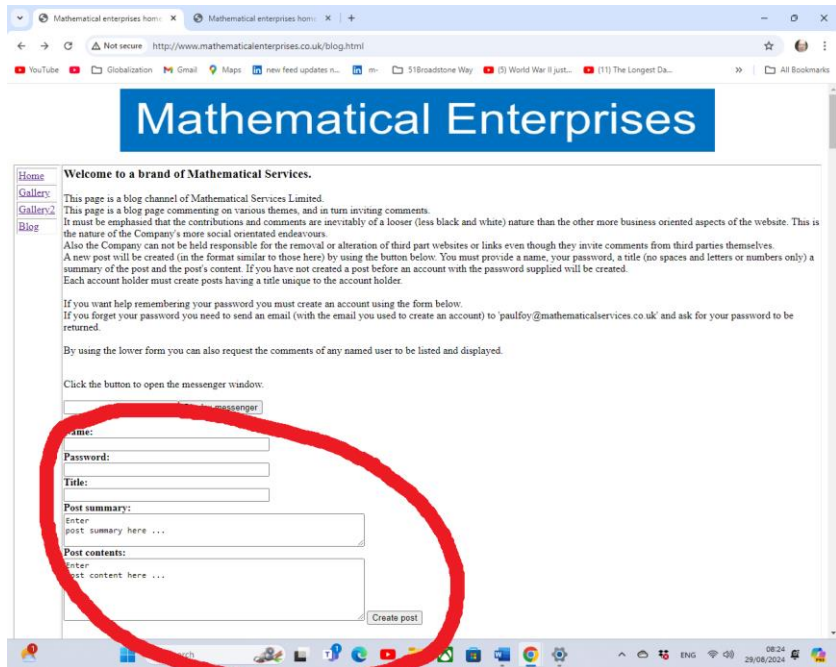 Mathematical enterprises home
Mathematical enterprises home
Not secure http://www.mathematicalenterprises.co.uk/blog.html
YouTube Globalization Gmail Maps new feed updates n... m- 51Broadstone Way (5) World War II just... (11) The Longest Da... » All Bookmarks
Mathematical Enterprises
Home
Gallery
Gallery2
Blog
Welcome to a brand of Mathematical Services.
This page is a blog channel of Mathematical Services Limited.
This page is a blog page commenting on various themes, and in turn inviting comments.
It must be emphasied that the contributions and comments are inevitably of a looser (less black and white) nature than the other more business oriented aspects of the website. This is
the nature of the Company's more social orientated endeavours.
Also the Company can not be held responsible for the removal or alteration of third part websites or links even though they invite comments from third parties themselves.
A new post will be created (in the format similar to those here) by using the button below. You must provide a name, your password, a title (no spaces and letters or numbers only) a
summary of the post and the post's content. If you have not created a post before an account with the password supplied will be created.
Each account holder must create posts having a title unique to the account holder.
If you want help remembering your password you must create an account using the form below.
If you forget your password you need to send an email (with the email you used to create an account) to 'paulfoy@mathematicalservices.co.uk' and ask for your password to be
returned.
By using the lower form you can also request the comments of any named user to be listed and displayed.
Click the button to open the messenger window.
messenger
Name:
Password:
Title:
Post summary:
Enter
post summary here ...
Post contents:
Enter
Post content here ...
Create post
ENG
08:24
29/08/2024